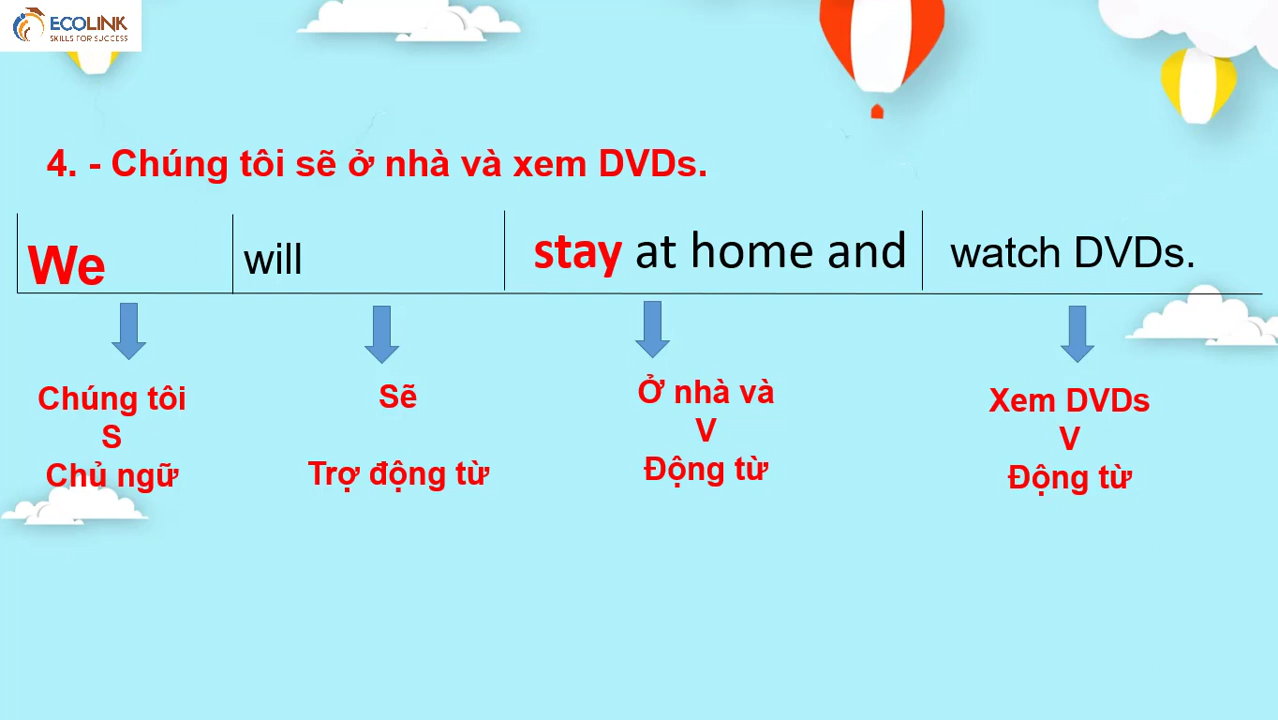 ECOLINK
SKILLS FOR SUCCESS
4. - Chúng tôi sẽ ở nhà và xem DVDs.
We will stay at home and watch DVDs.
Chúng tôi
S
Chủ ngữ
Sẽ
Trợ động từ
Ở nhà và
V
Động từ
Xem DVDs
V
Động từ